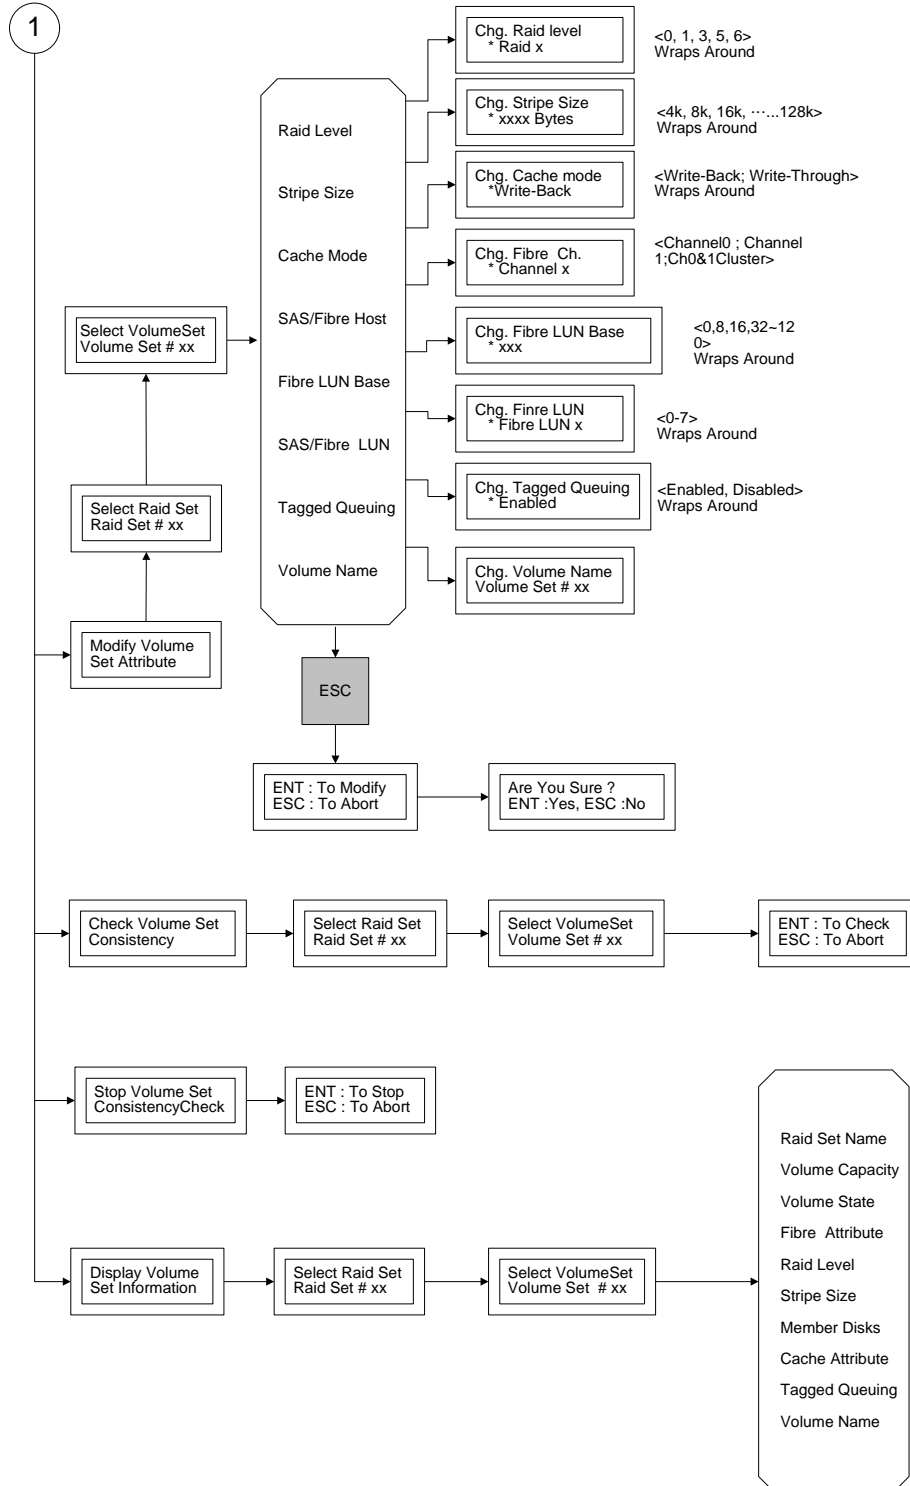 1
Chg. Raid level
* Raid x
<0, 1, 3, 5, 6>
Wraps Around
Raid Level
Chg. Stripe Size
* xxxx Bytes
<4k, 8k, 16k, ···...128k>
Wraps Around
Stripe Size
Chg. Cache mode
*Write-Back
<Write-Back; Write-Through>
Wraps Around
Cache Mode
Chg. Fibre Ch.
* Channel x
<Channel0 ; Channel
1;Ch0&1Cluster>
SAS/Fibre Host
Select VolumeSet
Volume Set # xx
Chg. Fibre LUN Base
* xxx
<0,8,16,32~12
0>
Wraps Around
Fibre LUN Base
Chg. Finre LUN
* Fibre LUN x
<0-7>
Wraps Around
SAS/Fibre LUN
Select Raid Set
Raid Set # xx
Chg. Tagged Queuing
* Enabled
<Enabled, Disabled>
Wraps Around
Tagged Queuing
Volume Name
Chg. Volume Name
Volume Set # xx
Modify Volume
Set Attribute
ESC
ENT : To Modify
ESC : To Abort
Are You Sure ?
ENT :Yes, ESC :No
Check Volume Set
Consistency
Select Raid Set
Raid Set # xx
Select VolumeSet
Volume Set # xx
ENT : To Check
ESC : To Abort
Stop Volume Set
ConsistencyCheck
ENT : To Stop
ESC : To Abort
Display Volume
Set Information
Select Raid Set
Raid Set # xx
Select VolumeSet
Volume Set # xx
Raid Set Name
Volume Capacity
Volume State
Fibre Attribute
Raid Level
Stripe Size
Member Disks
Cache Attribute
Tagged Queuing
Volume Name